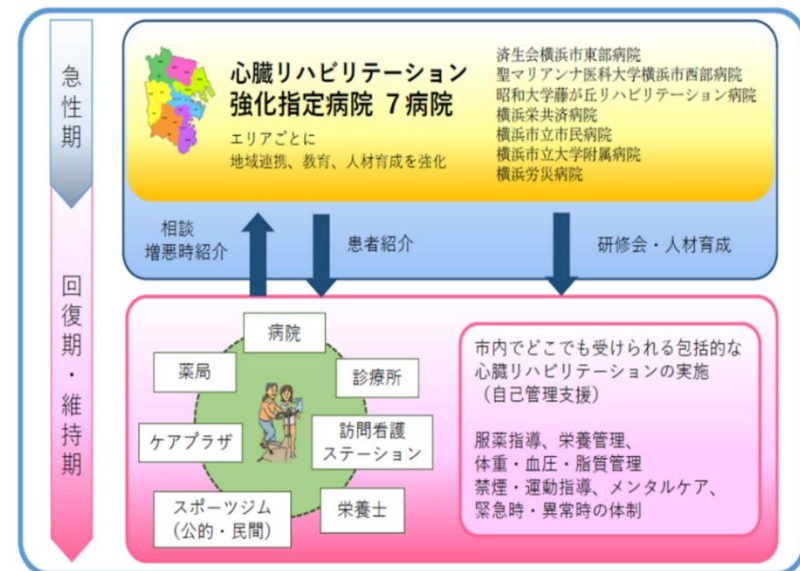 急性期
心臓リハビリテーション
強化指定病院 7病院
エリアごとに
地域連携、教育、人材育成を強化
済生会横浜市東部病院
聖マリアンナ医科大学横浜市西部病院
昭和大学藤が丘リハビリテーション病院
横浜栄共済病院
横浜市立市民病院
横浜市立大学附属病院
横浜労災病院
相談
増悪時紹介
患者紹介
研修会・人材育成
回復期・維持期
病院
薬局
診療所
ケアプラザ
訪問看護
ステーション
スポーツジム
(公的・民間)
栄養士
市内でどこでも受けられる包括的な
心臓リハビリテーションの実施
（自己管理支援）
服薬指導、栄養管理、
体重・血圧・脂質管理
禁煙・運動指導、メンタルケア、
緊急時・異常時の体制